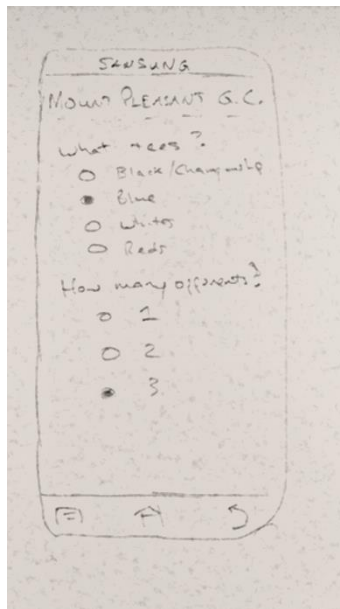 SAMSUNG
MOUNT PLEASANT G.C.
What tees?
Black/Championship
Blue
Whites
Reds
How many opponents?
1
2
3